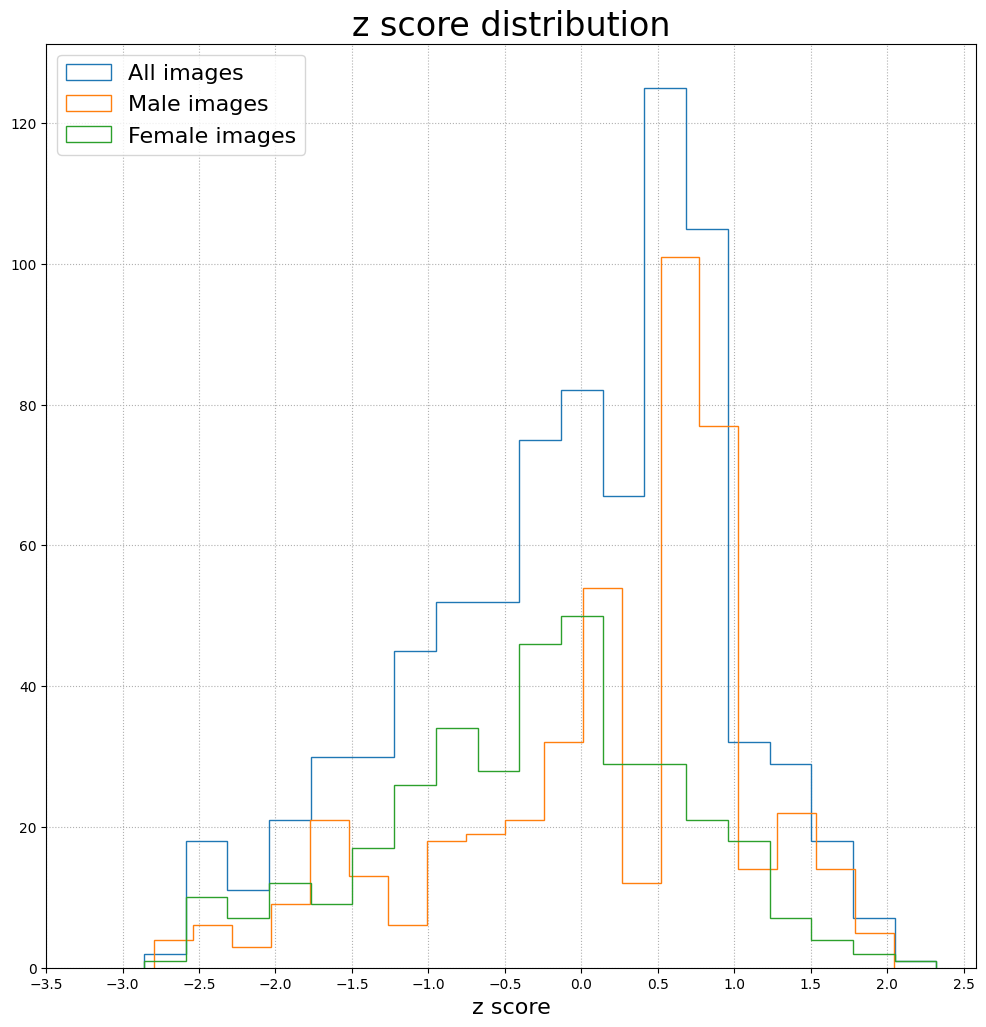 z score distribution
All images
Male images
Female images
120
100
80
60
40
20
0
−3.5 −3.0 −2.5 −2.0 −1.5 −1.0 −0.5 0.0 0.5 1.0 1.5 2.0 2.5
z score